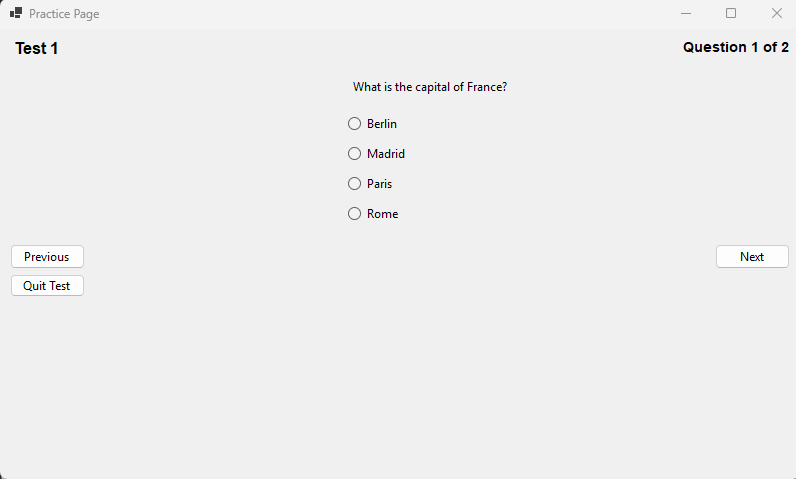 Practice Page
Test 1
Question 1 of 2
What is the capital of France?
Berlin
Madrid
Paris
Rome
Previous
Next
Quit Test